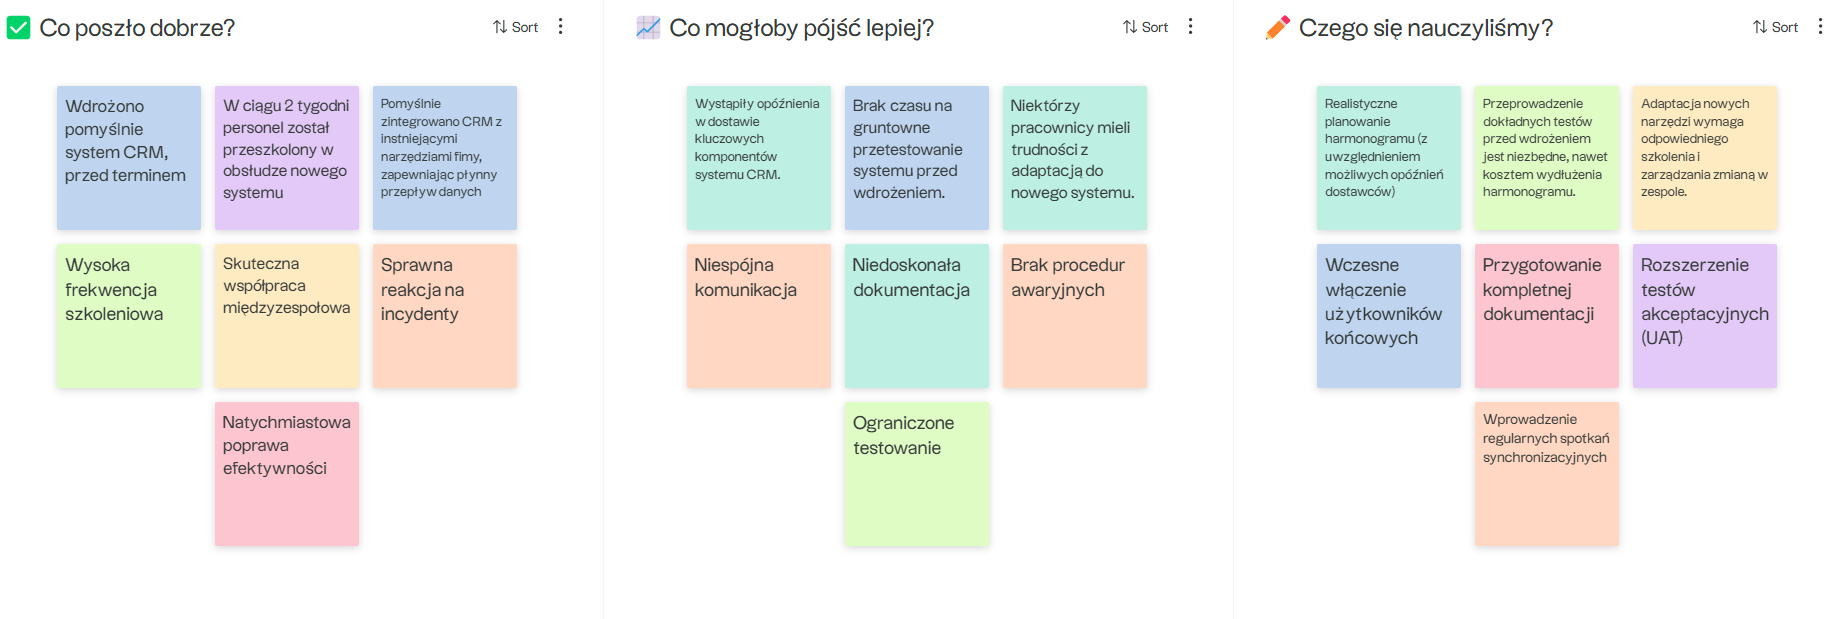 Co poszło dobrze?
Sort
Wdrożono
pomyślnie
system CRM,
przed terminem
W ciągu 2 tygodni
personel został
przeszkolony w
obsłudze nowego
systemu
Pomyślnie
zintegrowano CRM z
instniejącymi
narzędziami fimy,
zapewniając płynny
przepływ danych
Wysoka
frekwencja
szkoleniowa
Skuteczna
współpraca
międzyzespołowa
Sprawna
reakcja na
incydenty
Natychmiastowa
poprawa
efektywności
Co mogłoby pójść lepiej?
Sort
Wystąpiły opóźnienia
w dostawie
kluczowych
komponentów
systemu CRM.
Brak czasu na
gruntowne
przetestowanie
systemu przed
wdrożeniem.
Niektórzy
pracownicy mieli
trudności z
adaptacją do
nowego systemu.
Niespójna
komunikacja
Niedoskonała
dokumentacja
Brak procedur
awaryjnych
Ograniczone
testowanie
Czego się nauczyliśmy?
Sort
Realistyczne
planowanie
harmonogramu (z
uwzględnieniem
możliwych opóźnień
dostawców)
Przeprowadzenie
dokładnych testów
przed wdrożeniem
jest niezbędne, nawet
kosztem wydłużenia
harmonogramu.
Adaptacja nowych
narzędzi wymaga
odpowiedniego
szkolenia i
zarządzania zmianą w
zespole.
Wczesne
włączenie
użytkowników
końcowych
Przygotowanie
kompletnej
dokumentacji
Rozszerzenie
testów
akceptacyjnych
(UAT)
Wprowadzenie
regularnych spotkań
synchronizacyjnych